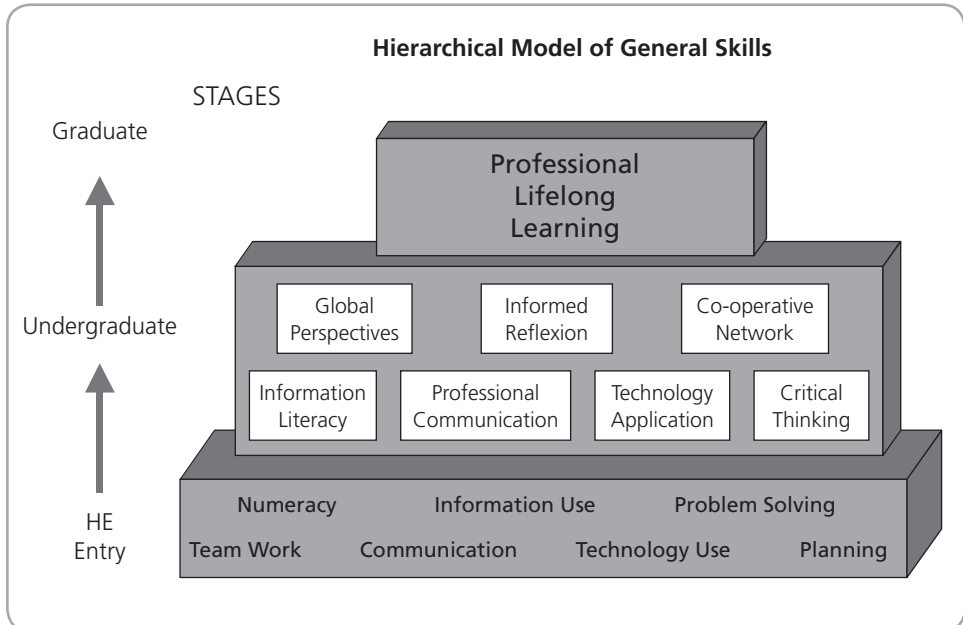 Hierarchical Model of General Skills
STAGES
Graduate
Professional
Lifelong
Learning
Undergraduate
Global
Perspectives
Informed
Reflexion
Co-operative
Network
Information
Literacy
Professional
Communication
Technology
Application
Critical
Thinking
HE
Entry
Numeracy
Information Use
Problem Solving
Team Work
Communication
Technology Use
Planning